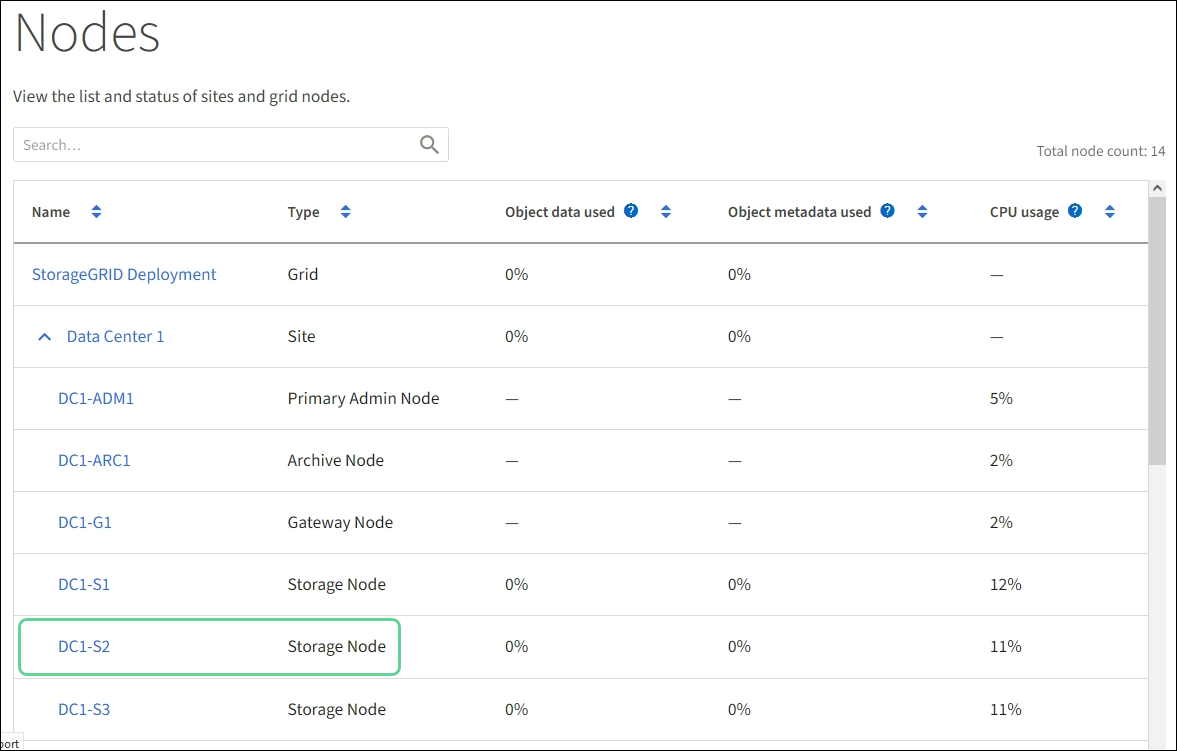 Nodes
View the list and status of sites and grid nodes.
Search...
Total node count: 14
Name Type Object data used ? Object metadata used ? CPU usage ?
StorageGRID Deployment Grid 0% 0% —
Data Center 1 Site 0% 0% —
DC1-ADM1 Primary Admin Node — — 5%
DC1-ARC1 Archive Node — — 2%
DC1-G1 Gateway Node — — 2%
DC1-S1 Storage Node 0% 0% 12%
DC1-S2 Storage Node 0% 0% 11%
DC1-S3 Storage Node 0% 0% 11%
port